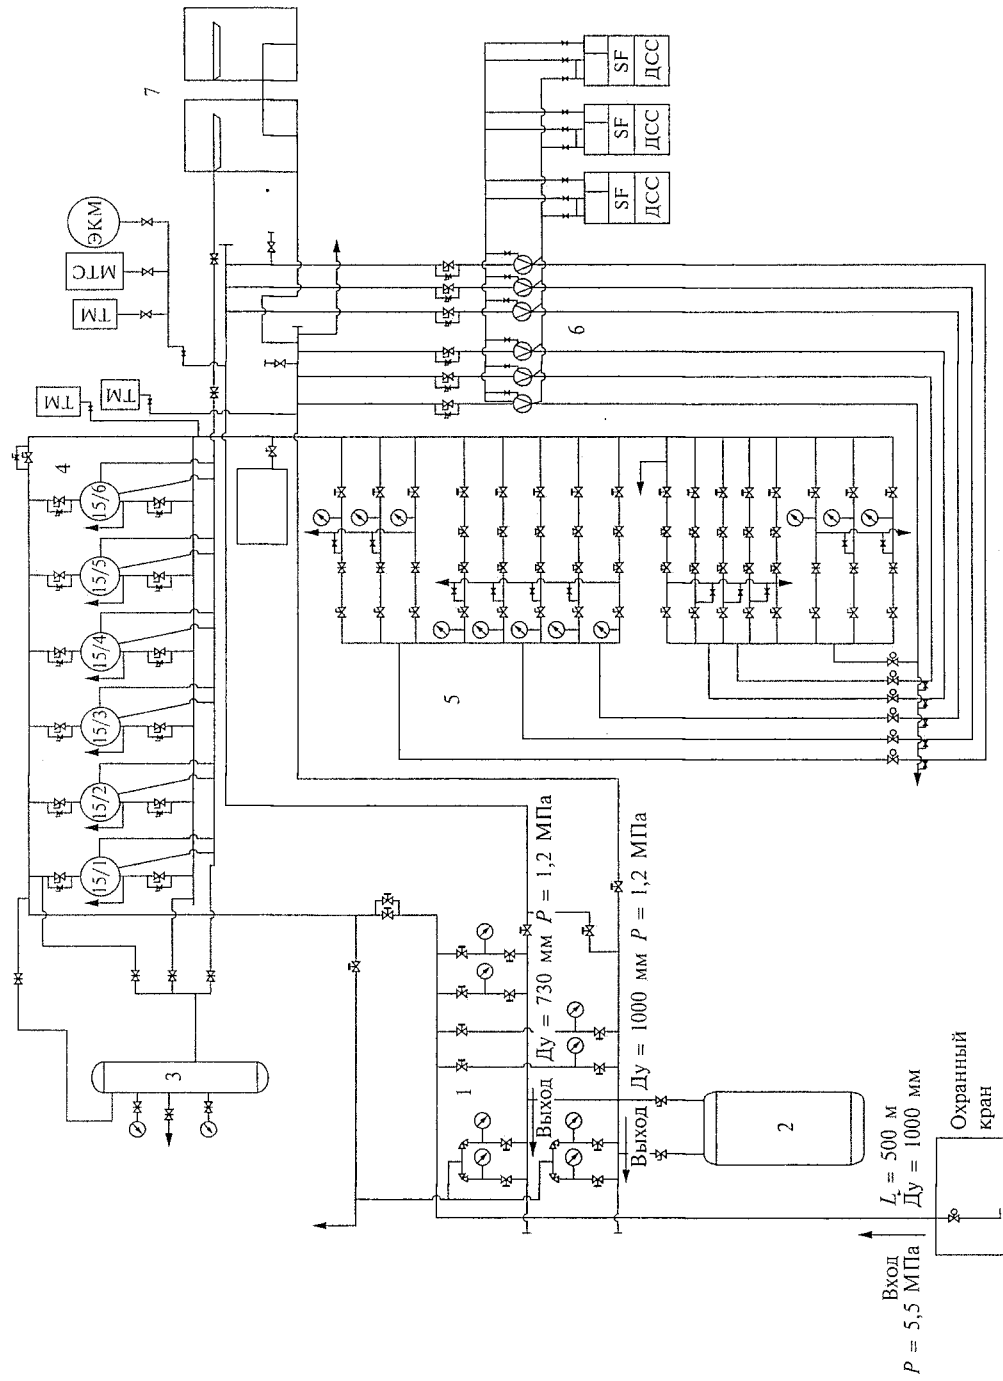 7
ЭКМ
МТС
ТМ
ТМ
ТМ
4
15/6
15/5
15/4
15/3
15/2
15/1
SF
ДСС
SF
ДСС
SF
ДСС
6
5
3
1
Выход Ду = 730 мм P = 1,2 МПа
Выход Ду = 1000 мм P = 1,2 МПа
2
L = 500 м
Ду = 1000 мм
Охранный
кран
Вход
P = 5,5 МПа